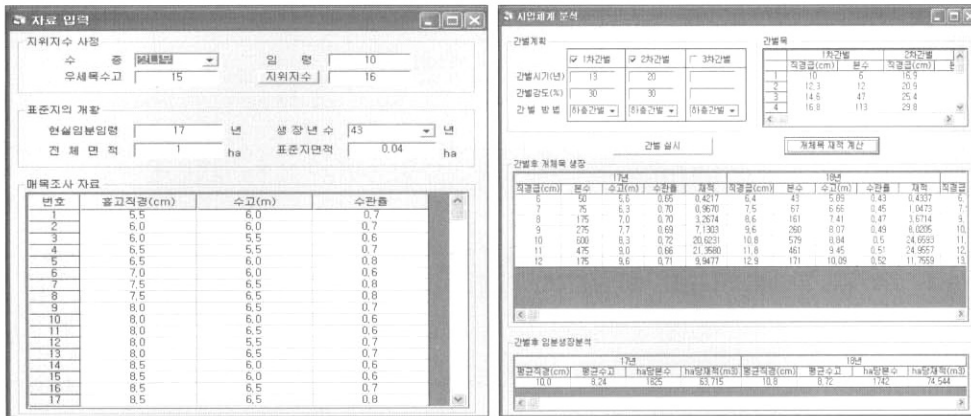 자료 입력
지위지수 사정
수 종
임 령 10
우세목수고 15 지위지수 16
표준지의 개황
현실임분임령 17 년 생장년수 43 년
전체면적 1 ha 표준지면적 0.04 ha
매목조사 자료
번호 흉고직경(cm) 수고(m) 수관률
1 5.5 6.0 0.7
2 6.0 6.0 0.7
3 6.0 5.5 0.6
4 6.5 5.5 0.7
5 6.5 6.0 0.8
6 7.0 6.0 0.6
7 7.5 6.5 0.8
8 7.5 6.5 0.8
9 8.0 6.0 0.7
10 8.0 6.0 0.6
11 8.0 6.5 0.6
12 8.0 5.5 0.7
13 8.0 6.5 0.7
14 8.5 6.0 0.6
15 8.5 6.0 0.6
16 8.5 6.5 0.7
17 8.5 6.5 0.8
시업체계 분석
간벌계획
1차간벌 2차간벌 3차간벌
간벌시기(년) 19 20
간벌강도(%) 30 30
간벌 방법 하층간벌 하층간벌
간벌목
1차간벌 2차간벌
직경급(cm) 본수 직경급(cm)
1 10 6 16.9
2 12.3 12 20.9
3 14.6 47 25.4
4 16.8 113 29.8
간벌 실시 개체목 재적 계산
간벌후 개체목 생장
17년 18년
직경급(cm) 본수 수고(m) 수관률 재적 직경급(cm) 본수 수고(m) 수관률 재적
6 50 5.6 0.65 0.4217 6.4 43 5.89 0.43 0.4337 6.
7 75 6.3 0.70 0.9670 7.5 67 6.66 0.45 1.0473 7.
8 175 7.0 0.70 3.2674 8.6 161 7.41 0.47 3.6714 9.
9 275 7.7 0.69 7.1303 9.6 260 8.07 0.49 8.0205 10.
10 600 8.3 0.72 20.6231 10.8 579 8.84 0.5 24.6593 11.
11 475 9.0 0.66 21.3580 11.8 461 9.45 0.51 24.9557 12.
12 175 9.6 0.71 9.9477 12.9 171 10.09 0.52 11.7559 13.
간벌후 임분생장분석
17년 18년
평균직경(cm) 평균수고 ha당본수 ha당재적(m3) 평균직경(cm) 평균수고 ha당본수 ha당재적(m3)
10.0 8.24 1825 63.715 10.8 8.72 1742 74.544